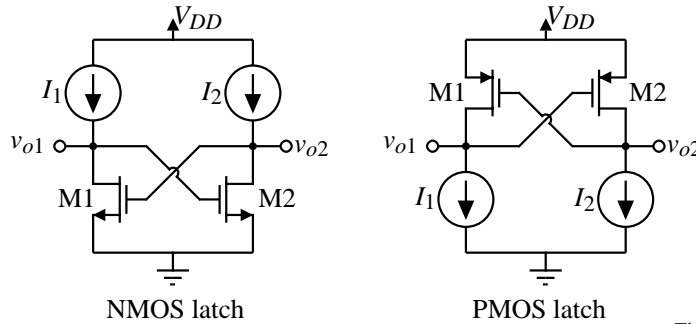 V_DD V_DD
I_1 I_2 M1 M2
v_o1 v_o2 v_o1 v_o2
M1 M2 I_1 I_2
NMOS latch PMOS latch